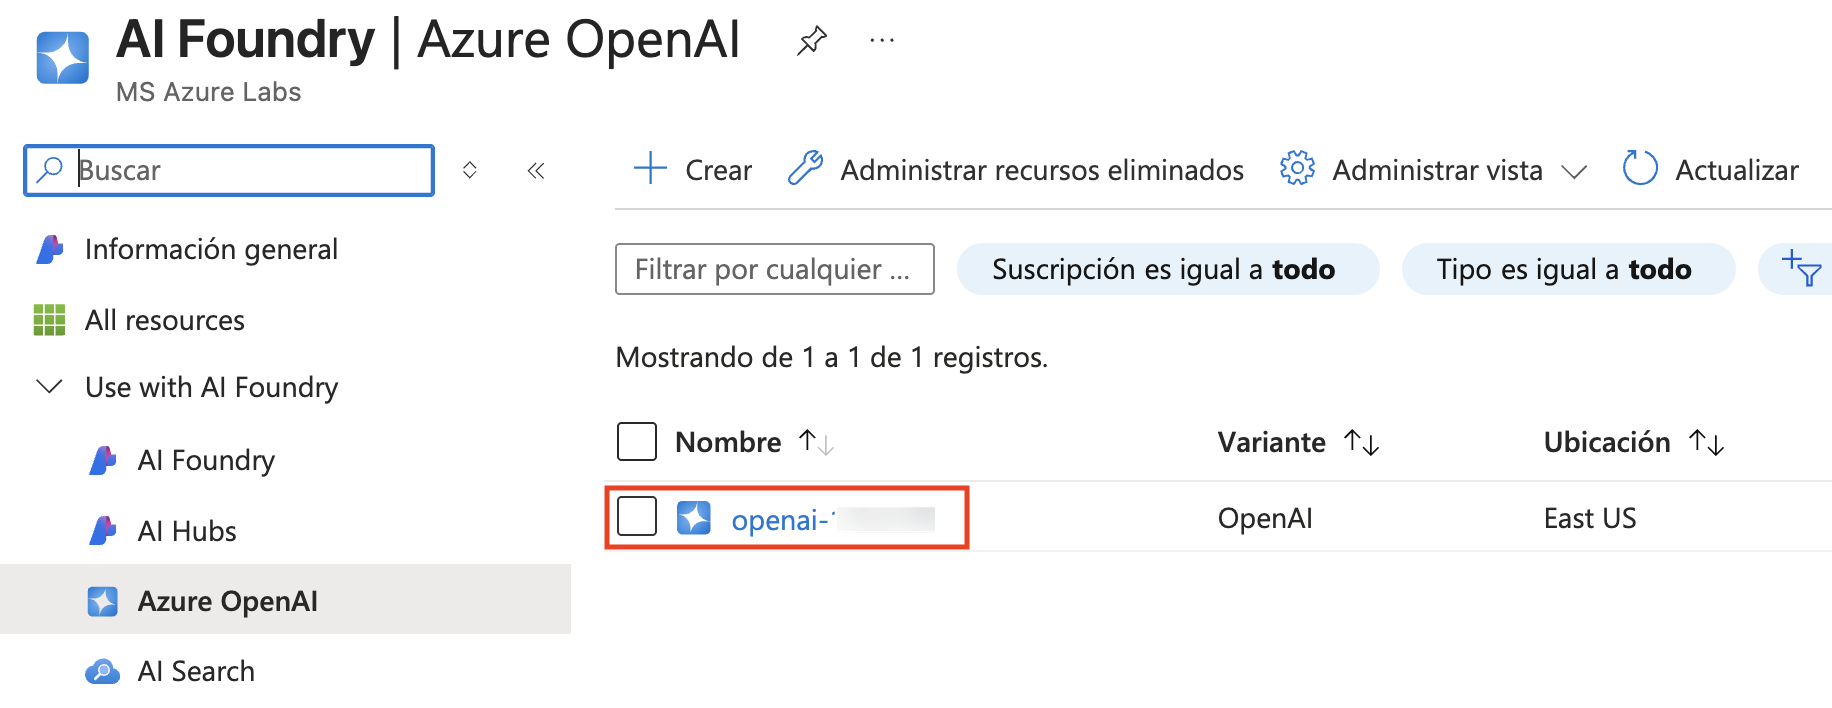 AI Foundry | Azure OpenAI
MS Azure Labs
Buscar
Información general
All resources
Use with AI Foundry
AI Foundry
AI Hubs
Azure OpenAI
AI Search
Crear
Administrar recursos eliminados
Administrar vista
Actualizar
Filtrar por cualquier ...
Suscripción es igual a todo
Tipo es igual a todo
Mostrando de 1 a 1 de 1 registros.
Nombre
Variante
Ubicación
openai-
OpenAI
East US